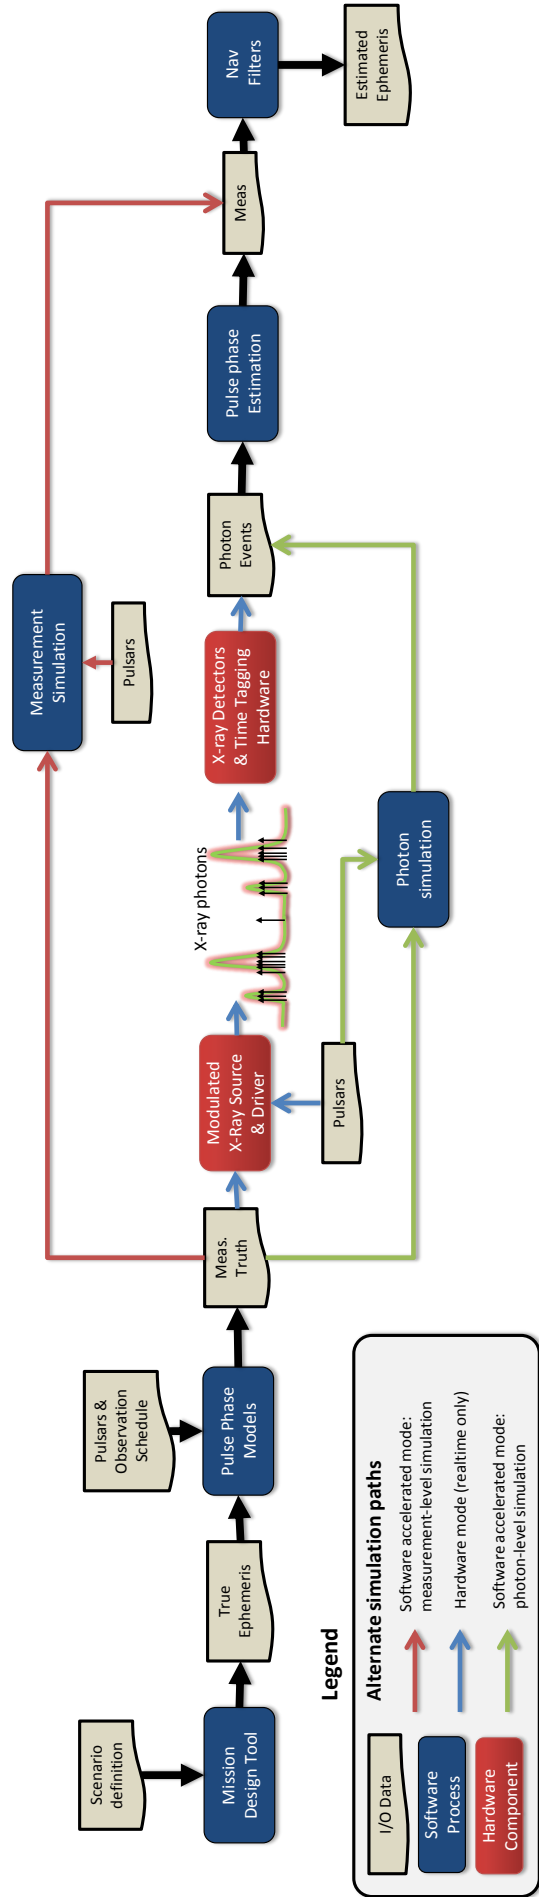 Scenario
definition
Mission
Design Tool
True
Ephemeris
Pulsars &
Observation
Schedule
Pulse Phase
Models
Meas.
Truth
Modulated
X-Ray Source
& Driver
Pulsars
X-ray photons
X-ray Detectors
& Time Tagging
Hardware
Photon
Events
Pulse phase
Estimation
Meas
Nav
Filters
Estimated
Ephemeris
Measurement
Simulation
Pulsars
Photon
simulation
Legend
I/O Data
Software
Process
Hardware
Component
Alternate simulation paths
Software accelerated mode:
measurement-level simulation
Hardware mode (realtime only)
Software accelerated mode:
photon-level simulation